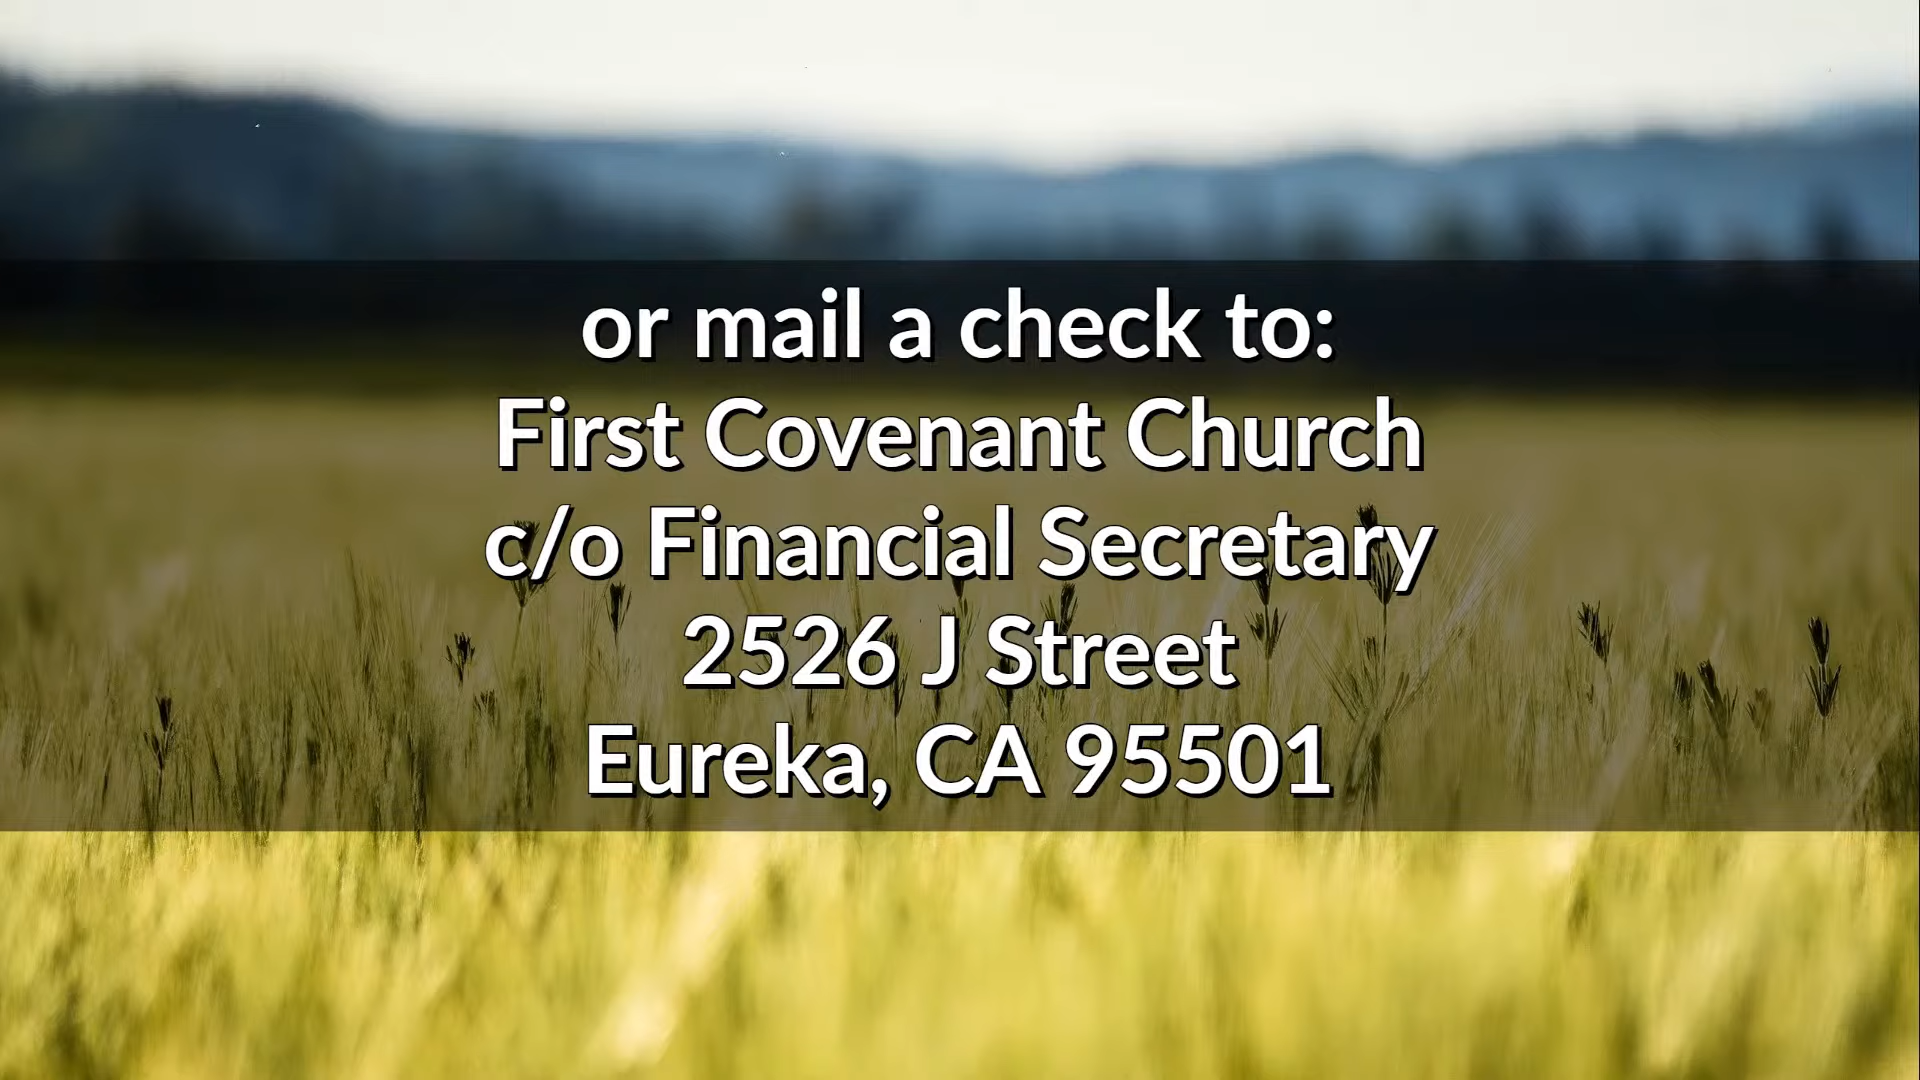 or mail a check to:
First Covenant Church
c/o Financial Secretary
2526 J Street
Eureka, CA 95501